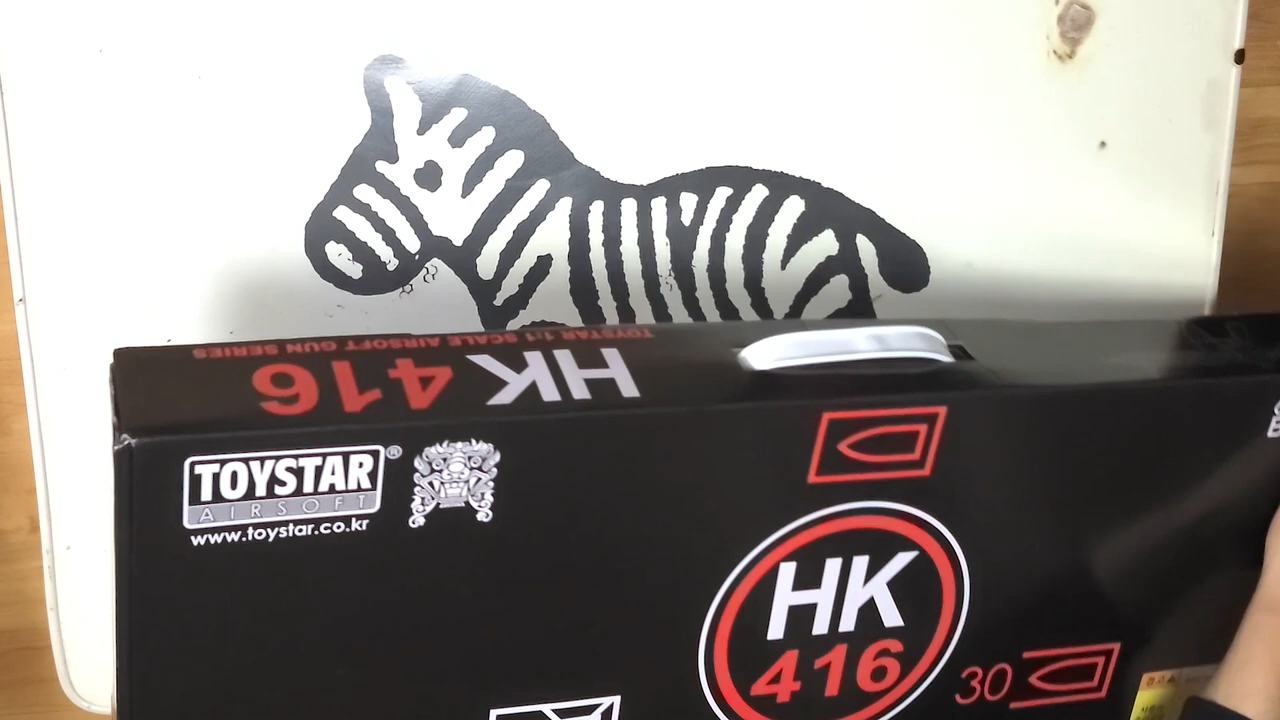 TOYSTAR 1:1 SCALE AIRSOFT GUN SERIES
HK 416
TOYSTAR®
AIRSOFT
www.toystar.co.kr
HK
416
30